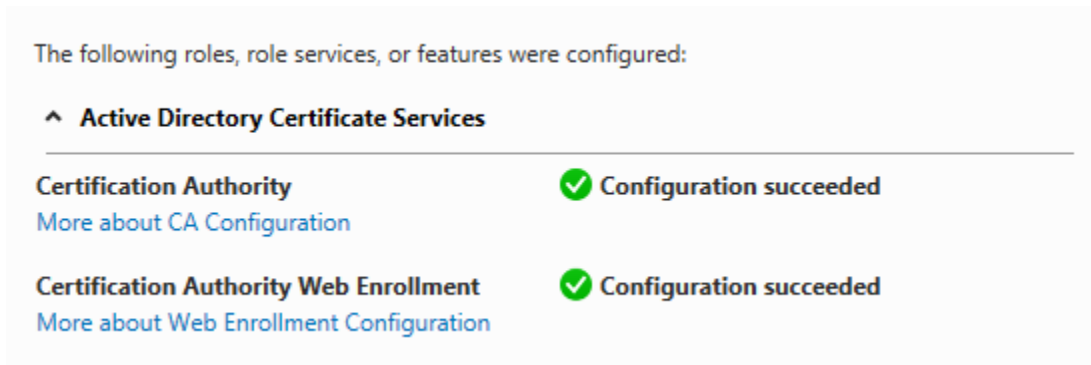 The following roles, role services, or features were configured:
Active Directory Certificate Services
Certification Authority
Configuration succeeded
More about CA Configuration
Certification Authority Web Enrollment
Configuration succeeded
More about Web Enrollment Configuration